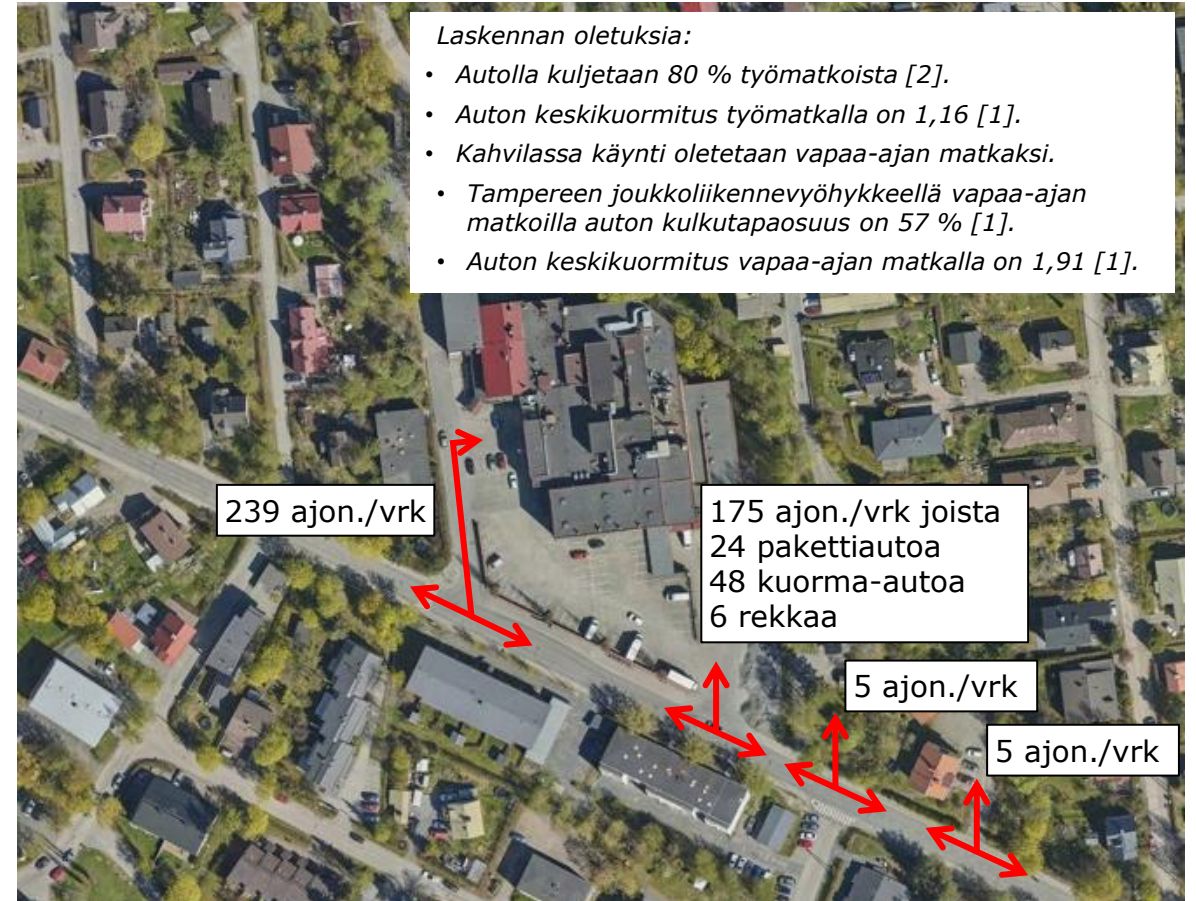 Laskennan oletuksia:
• Autolla kuljetaan 80 % työmatkoista [2].
• Auton keskikuormitus työmatkalla on 1,16 [1].
• Kahvilassa käynti oletetaan vapaa-ajan matkaksi.
• Tampereen joukkoliikennevyöhykkeellä vapaa-ajan
matkoilla auton kulkutapaosuus on 57 % [1].
• Auton keskikuormitus vapaa-ajan matkalla on 1,91 [1].
239 ajon./vrk
175 ajon./vrk joista
24 pakettiautoa
48 kuorma-autoa
6 rekkaa
5 ajon./vrk
5 ajon./vrk